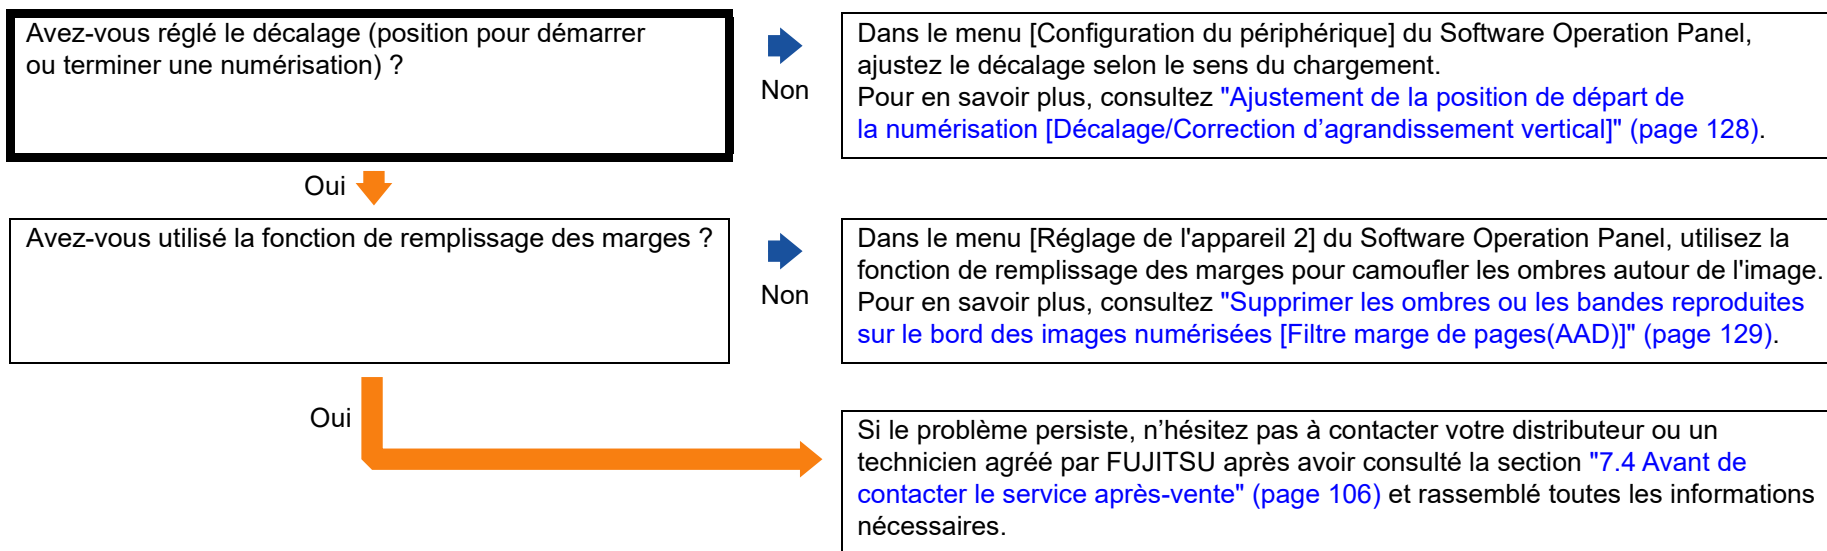 Avez-vous réglé le décalage (position pour démarrer
ou terminer une numérisation) ?
Non
Dans le menu [Configuration du périphérique] du Software Operation Panel,
ajustez le décalage selon le sens du chargement.
Pour en savoir plus, consultez "Ajustement de la position de départ de
la numérisation [Décalage/Correction d’agrandissement vertical]" (page 128).
Oui
Avez-vous utilisé la fonction de remplissage des marges ?
Non
Dans le menu [Réglage de l'appareil 2] du Software Operation Panel, utilisez la
fonction de remplissage des marges pour camoufler les ombres autour de l'image.
Pour en savoir plus, consultez "Supprimer les ombres ou les bandes reproduites
sur le bord des images numérisées [Filtre marge de pages(AAD)]" (page 129).
Oui
Si le problème persiste, n’hésitez pas à contacter votre distributeur ou un
technicien agréé par FUJITSU après avoir consulté la section "7.4 Avant de
contacter le service après-vente" (page 106) et rassemblé toutes les informations
nécessaires.